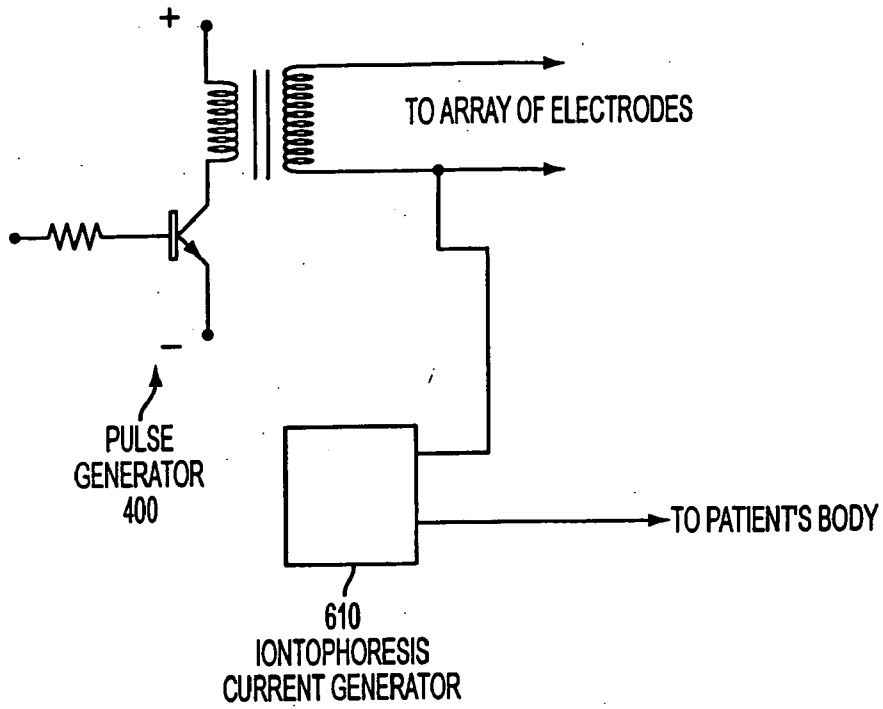 +
TO ARRAY OF ELECTRODES
−
PULSE
GENERATOR
400
TO PATIENT'S BODY
610
IONTOPHORESIS
CURRENT GENERATOR